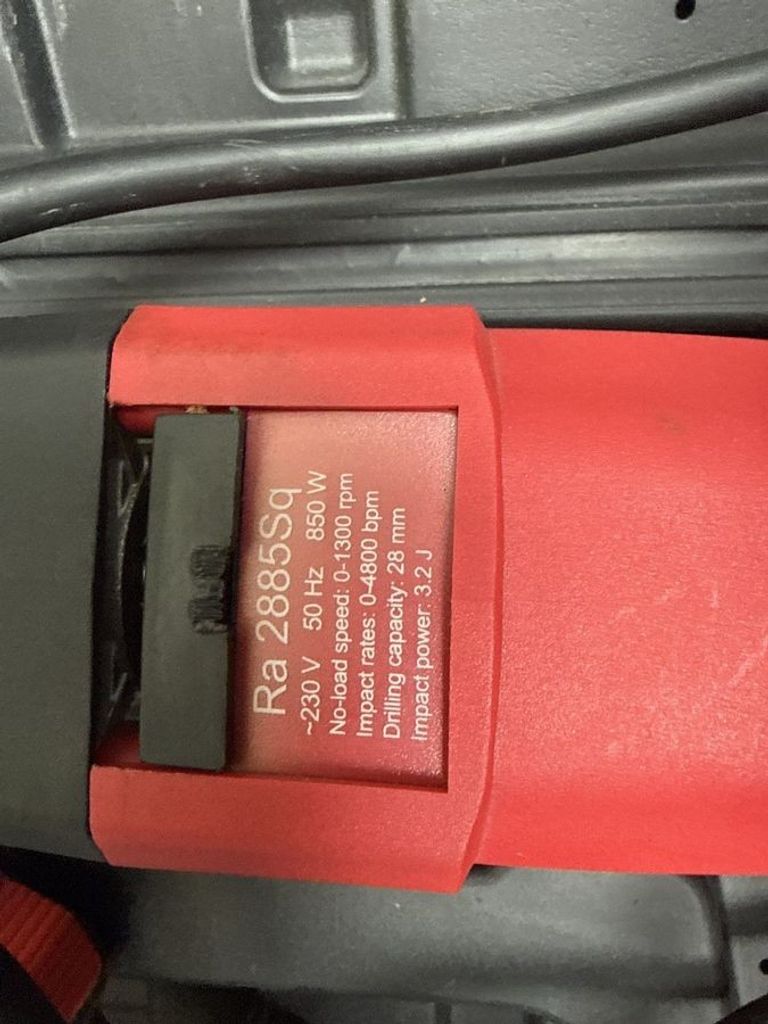 Ra 2885Sq
~230 V 50 Hz 850 W
No-load speed: 0-1300 rpm
Impact rates: 0-4800 bpm
Drilling capacity: 28 mm
Impact power: 3.2 J